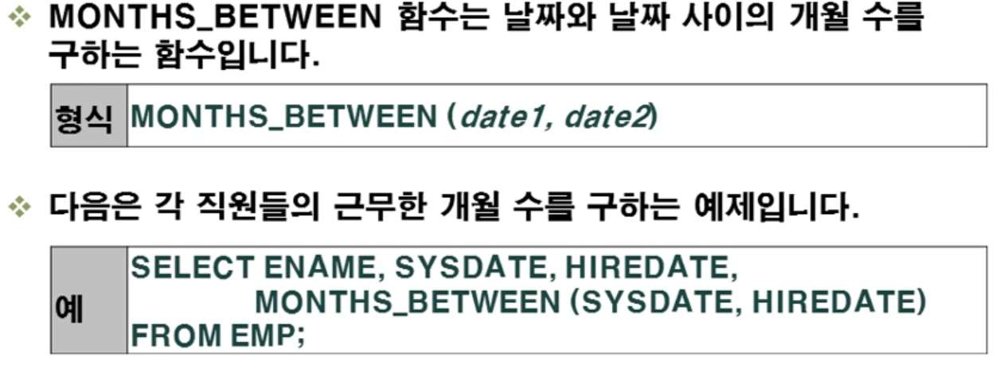 ❖ MONTHS_BETWEEN 함수는 날짜와 날짜 사이의 개월 수를
구하는 함수입니다.
형식 MONTHS_BETWEEN (date1, date2)
❖ 다음은 각 직원들의 근무한 개월 수를 구하는 예제입니다.
SELECT ENAME, SYSDATE, HIREDATE,
예 MONTHS_BETWEEN (SYSDATE, HIREDATE)
FROM EMP;